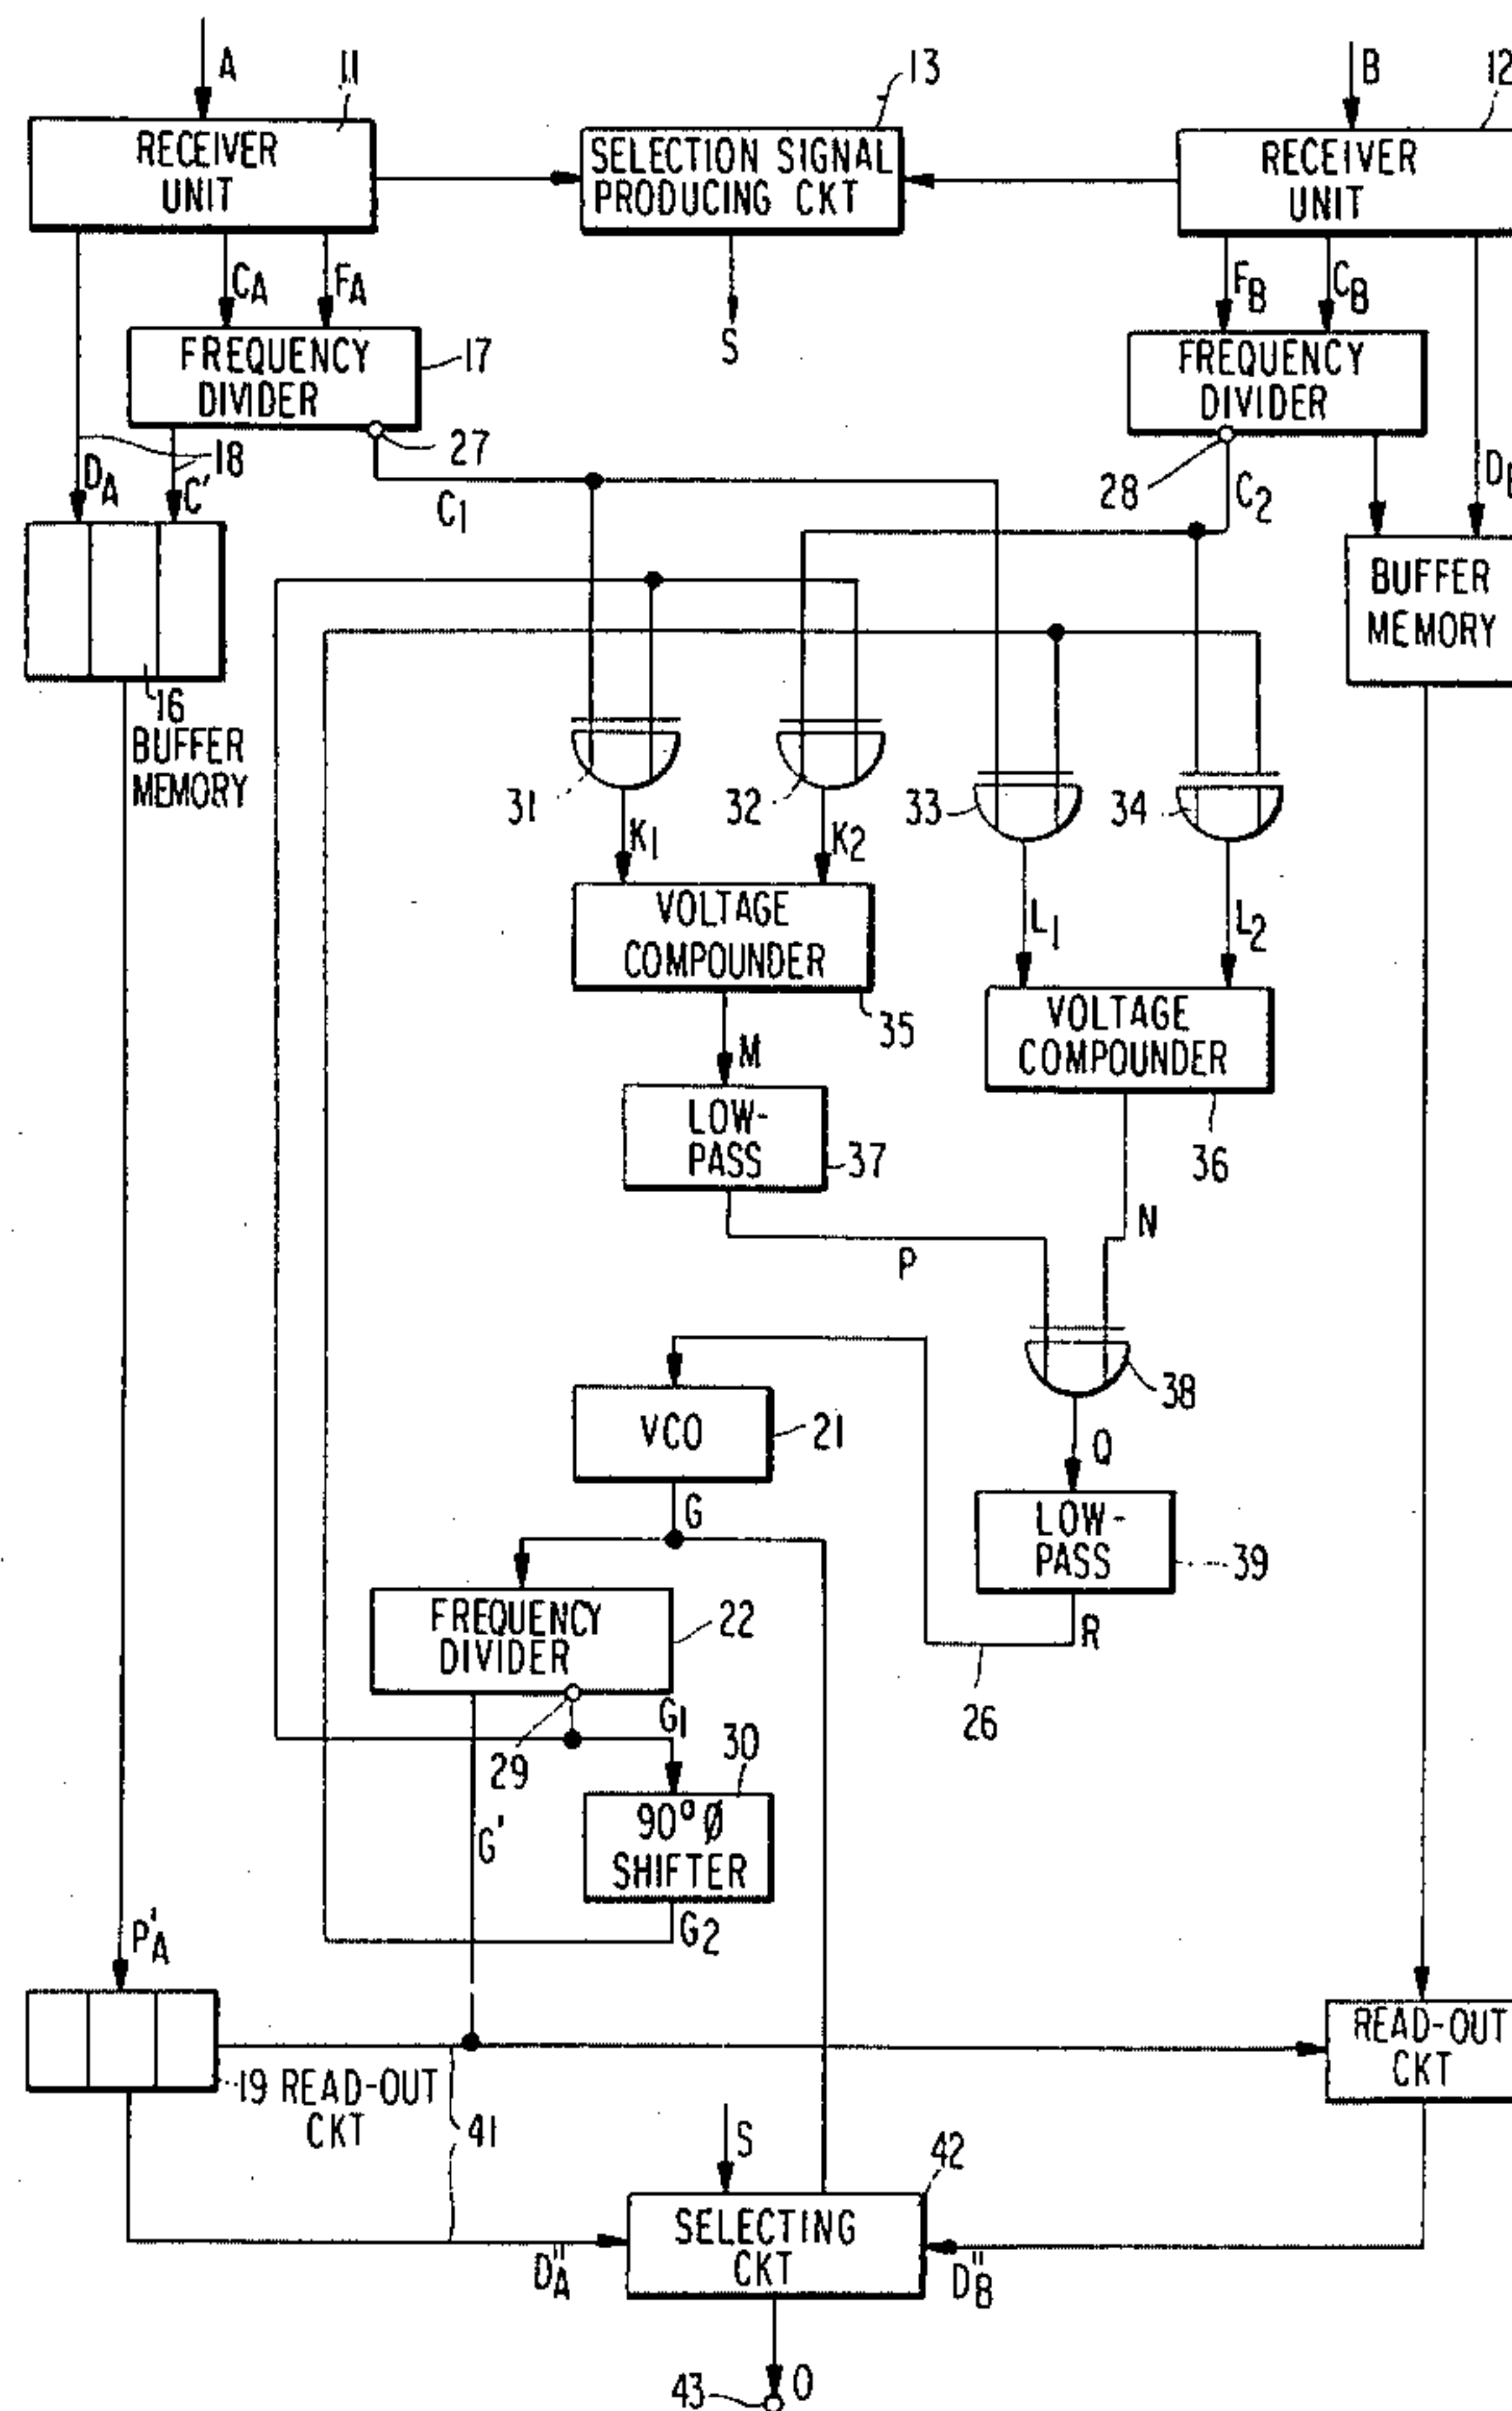 A
11
13
B
12
RECEIVER
UNIT
SELECTION SIGNAL
PRODUCING CKT
RECEIVER
UNIT
CA
FA
S
FB
CB
FREQUENCY
DIVIDER
17
FREQUENCY
DIVIDER
DA
C'
18
27
C1
28
C2
BUFFER
MEMORY
16
BUFFER
MEMORY
31
32
33
34
K1
K2
VOLTAGE
COMPOUNDER
L1
L2
35
VOLTAGE
COMPOUNDER
M
LOW-
PASS
37
36
P
N
38
VCO
21
Q
G
LOW-
PASS
39
FREQUENCY
DIVIDER
22
R
26
29
G1
30
90° Ø
SHIFTER
G'
G2
P'A
READ-OUT
CKT
19 READ-OUT
CKT
41
S
42
SELECTING
CKT
D"A
D"B
43
O